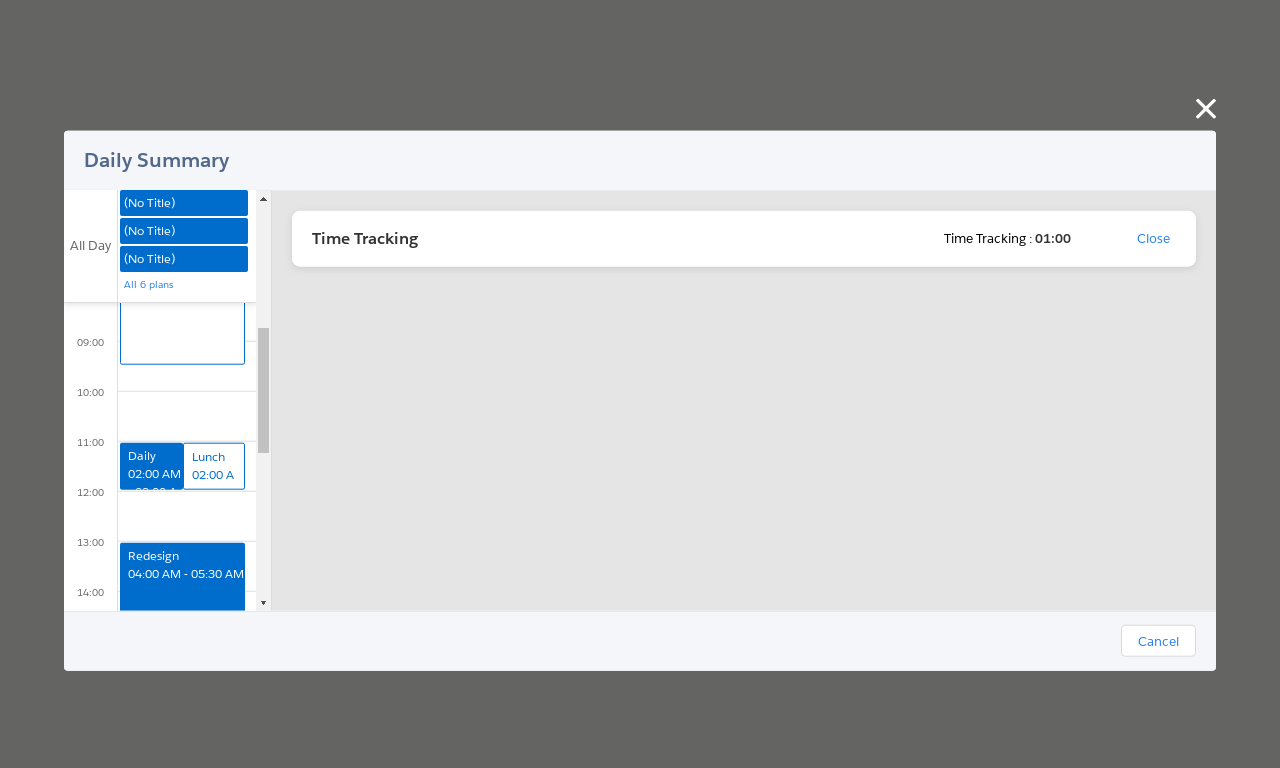 Daily Summary
(No Title)
(No Title)
(No Title)
All Day
All 6 plans
Time Tracking
Time Tracking : 01:00
Close
09:00
10:00
11:00
Daily
02:00 AM
Lunch
02:00 A
12:00
13:00
Redesign
04:00 AM - 05:30 AM
14:00
Cancel